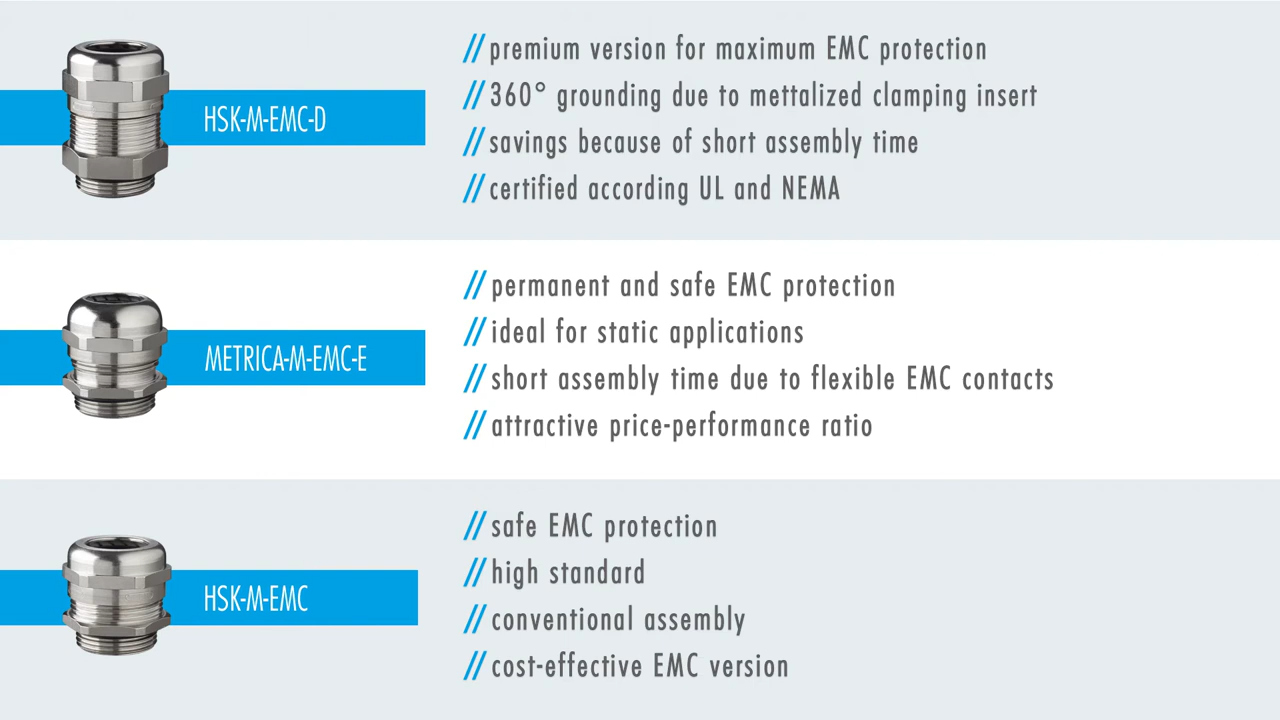 HSK-M-EMC-D
// premium version for maximum EMC protection
// 360° grounding due to mettalized clamping insert
// savings because of short assembly time
// certified according UL and NEMA
METRICA-M-EMC-E
// permanent and safe EMC protection
// ideal for static applications
// short assembly time due to flexible EMC contacts
// attractive price-performance ratio
HSK-M-EMC
// safe EMC protection
// high standard
// conventional assembly
// cost-effective EMC version